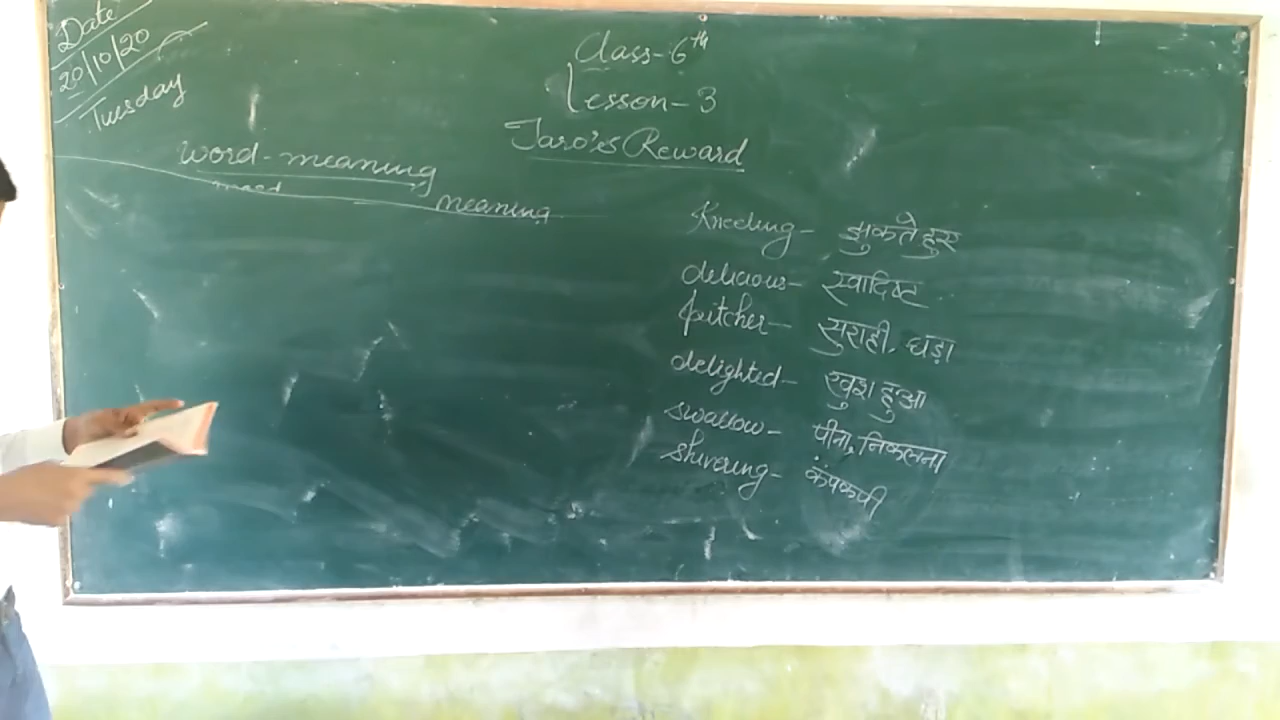 Date
20/10/20
Tuesday
Class-6th
Lesson-3
Taro's Reward
word-meaning
meaning
Kneeling- झुकते हुए
delicious- स्वादिष्ट
pitcher- सुराही, घड़ा
delighted- खुश हुआ
swallow- पीना, निकलना
shivering- कंपकपी